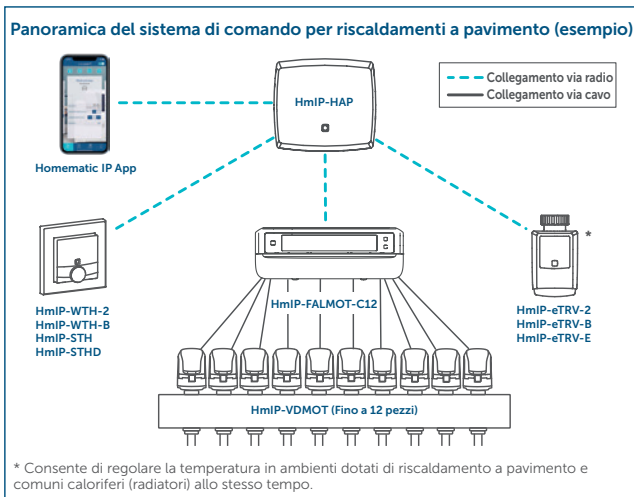 Panoramica del sistema di comando per riscaldamenti a pavimento (esempio)
HmIP-HAP
Collegamento via radio
Collegamento via cavo
Homematic IP App
*
HmIP-WTH-2
HmIP-WTH-B
HmIP-STH
HmIP-STHD
HmIP-FALMOT-C12
HmIP-eTRV-2
HmIP-eTRV-B
HmIP-eTRV-E
HmIP-VDMOT (Fino a 12 pezzi)
* Consente di regolare la temperatura in ambienti dotati di riscaldamento a pavimento e
comuni caloriferi (radiatori) allo stesso tempo.